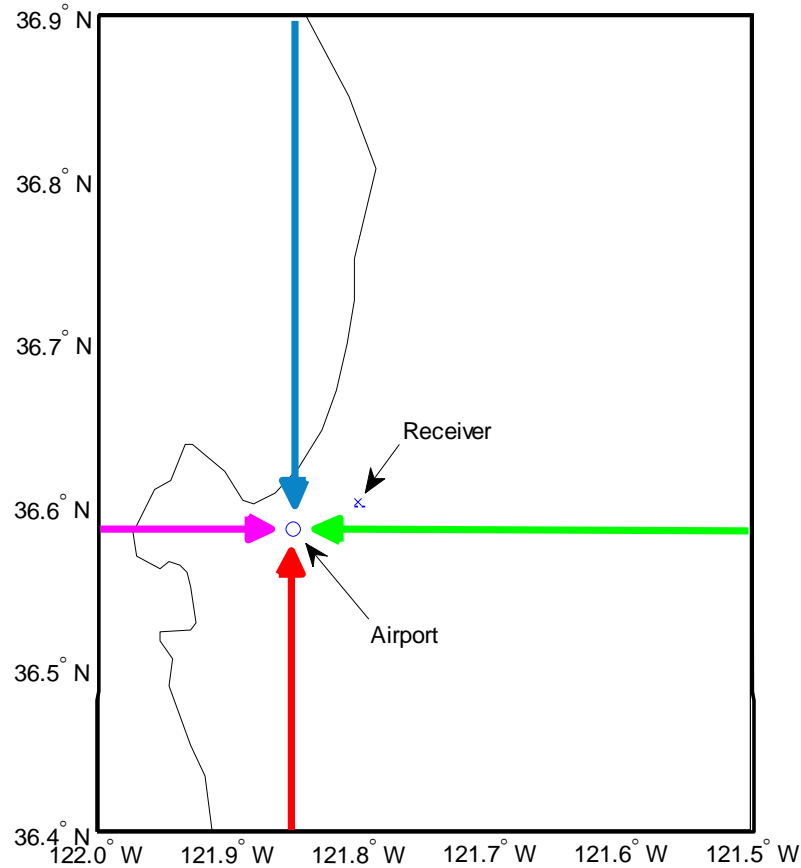 36.9° N
36.8° N
36.7° N
Receiver
36.6° N
Airport
36.5° N
36.4° N
122.0° W 121.9° W 121.8° W 121.7° W 121.6° W 121.5° W